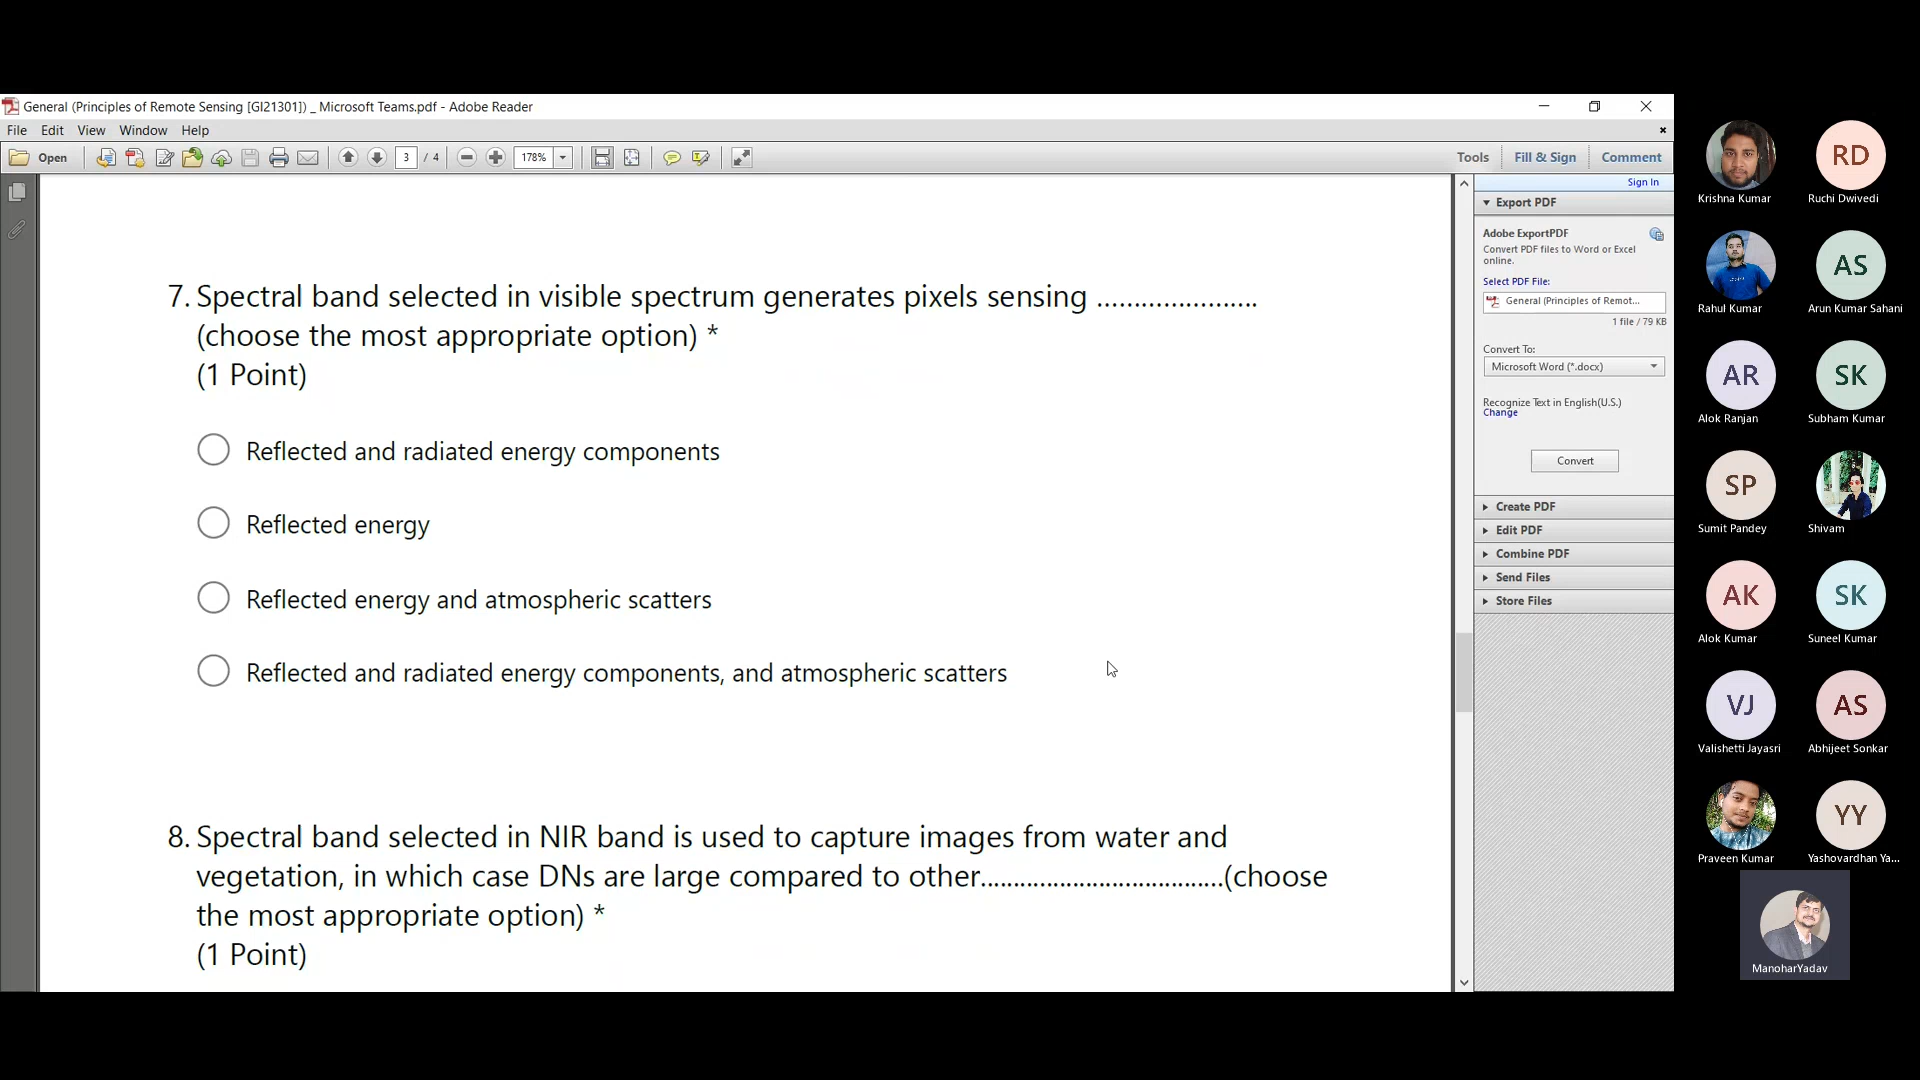 General (Principles of Remote Sensing [GI21301]) _ Microsoft Teams.pdf - Adobe Reader
File Edit View Window Help
Open 3 / 4 178% Tools Fill & Sign Comment
Sign In
Export PDF
Adobe ExportPDF
Convert PDF files to Word or Excel
online.
Select PDF File:
General (Principles of Remot...
1 file / 79 KB
Convert To:
Microsoft Word (*.docx)
Recognize Text in English(U.S.)
Change
Convert
Create PDF
Edit PDF
Combine PDF
Send Files
Store Files
7. Spectral band selected in visible spectrum generates pixels sensing ......................
(choose the most appropriate option) *
(1 Point)
Reflected and radiated energy components
Reflected energy
Reflected energy and atmospheric scatters
Reflected and radiated energy components, and atmospheric scatters
8. Spectral band selected in NIR band is used to capture images from water and
vegetation, in which case DNs are large compared to other.....................................(choose
the most appropriate option) *
(1 Point)
RD
Krishna Kumar Ruchi Dwivedi
AS
Rahul Kumar Arun Kumar Sahani
AR SK
Alok Ranjan Subham Kumar
SP
Sumit Pandey Shivam
AK SK
Alok Kumar Suneel Kumar
VJ AS
Valishetti Jayasri Abhijeet Sonkar
YY
Praveen Kumar Yashovardhan Ya...
ManoharYadav